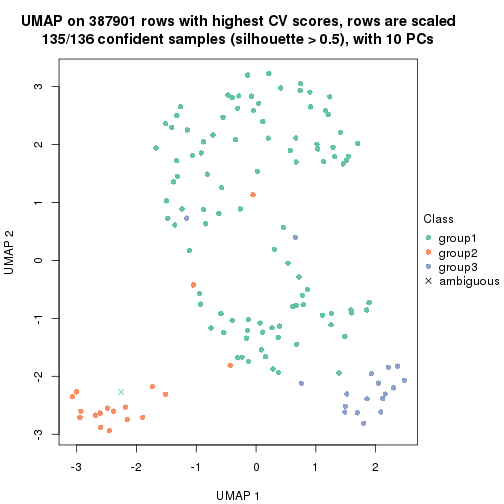 UMAP on 387901 rows with highest CV scores, rows are scaled
135/136 confident samples (silhouette > 0.5), with 10 PCs
3
2
1
0
-1
-2
-3
UMAP 2
-3 -2 -1 0 1 2
UMAP 1
Class
group1
group2
group3
ambiguous